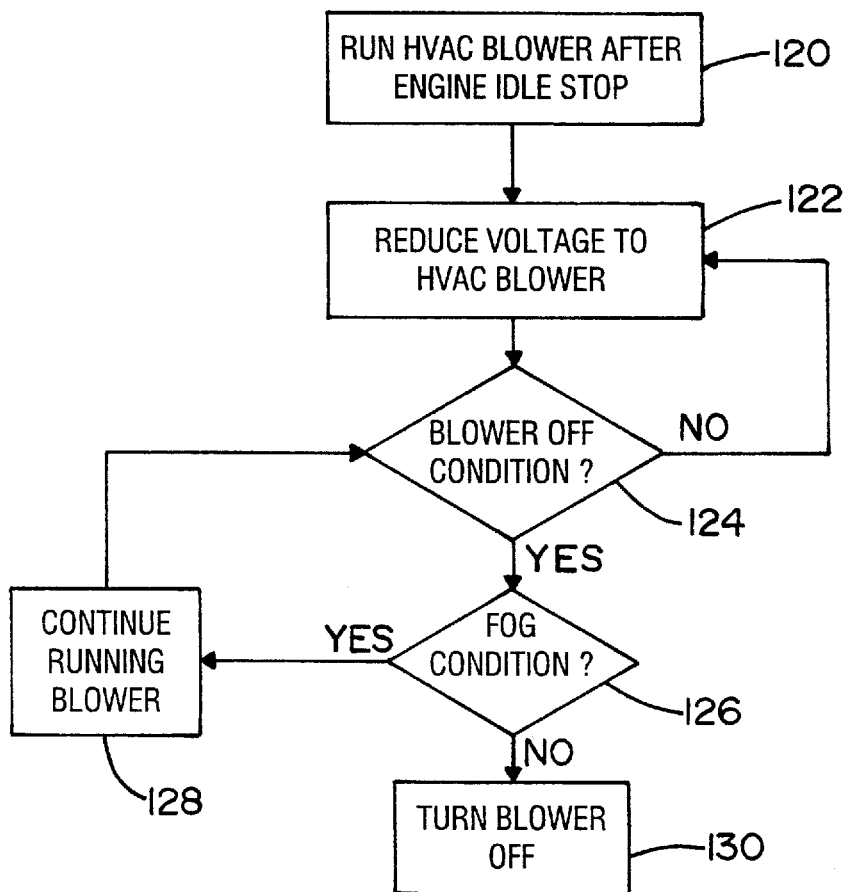 RUN HVAC BLOWER AFTER
ENGINE IDLE STOP
120
122
REDUCE VOLTAGE TO
HVAC BLOWER
BLOWER OFF
CONDITION ?
NO
124
YES
CONTINUE
RUNNING
BLOWER
YES
FOG
CONDITION ?
126
128
NO
TURN BLOWER
OFF
130